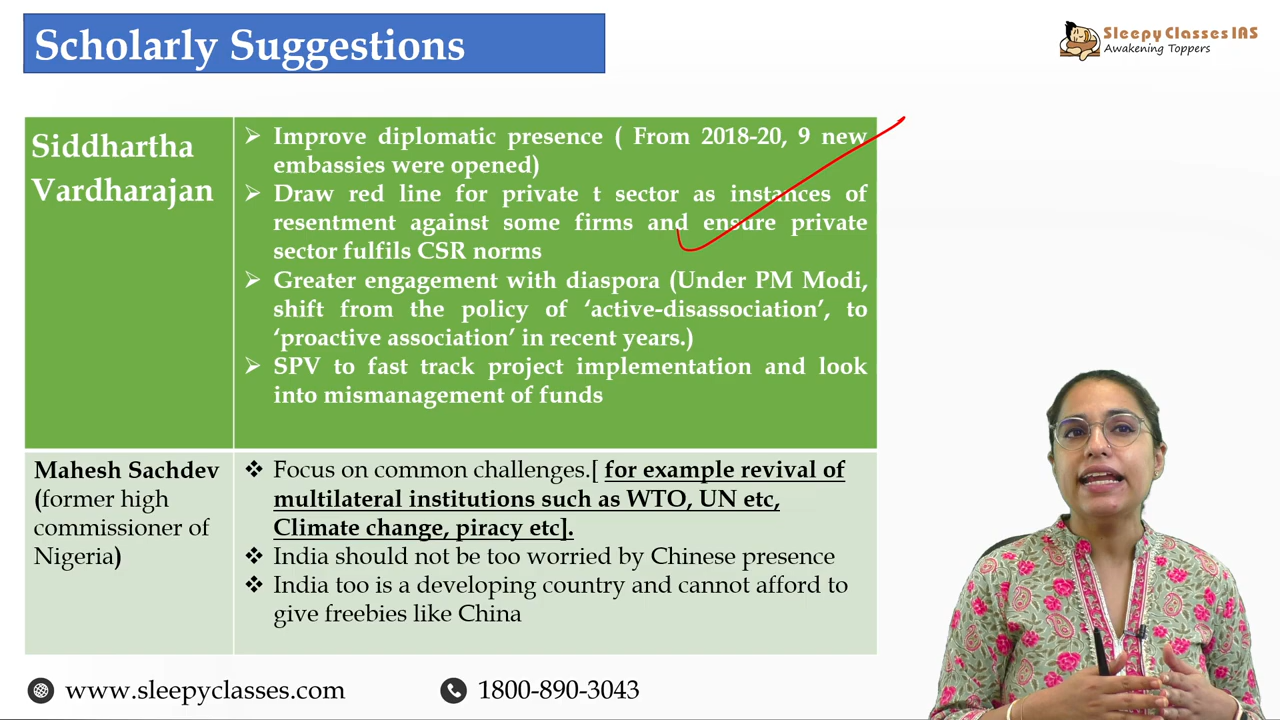 Scholarly Suggestions
Sleepy Classes IAS
Awakening Toppers
Siddhartha
Vardharajan
➢ Improve diplomatic presence ( From 2018-20, 9 new
embassies were opened)
➢ Draw red line for private t sector as instances of
resentment against some firms and ensure private
sector fulfils CSR norms
➢ Greater engagement with diaspora (Under PM Modi,
shift from the policy of ‘active-disassociation’, to
‘proactive association’ in recent years.)
➢ SPV to fast track project implementation and look
into mismanagement of funds
Mahesh Sachdev
(former high
commissioner of
Nigeria)
❖ Focus on common challenges.[ for example revival of
multilateral institutions such as WTO, UN etc,
Climate change, piracy etc].
❖ India should not be too worried by Chinese presence
❖ India too is a developing country and cannot afford to
give freebies like China
www.sleepyclasses.com
1800-890-3043